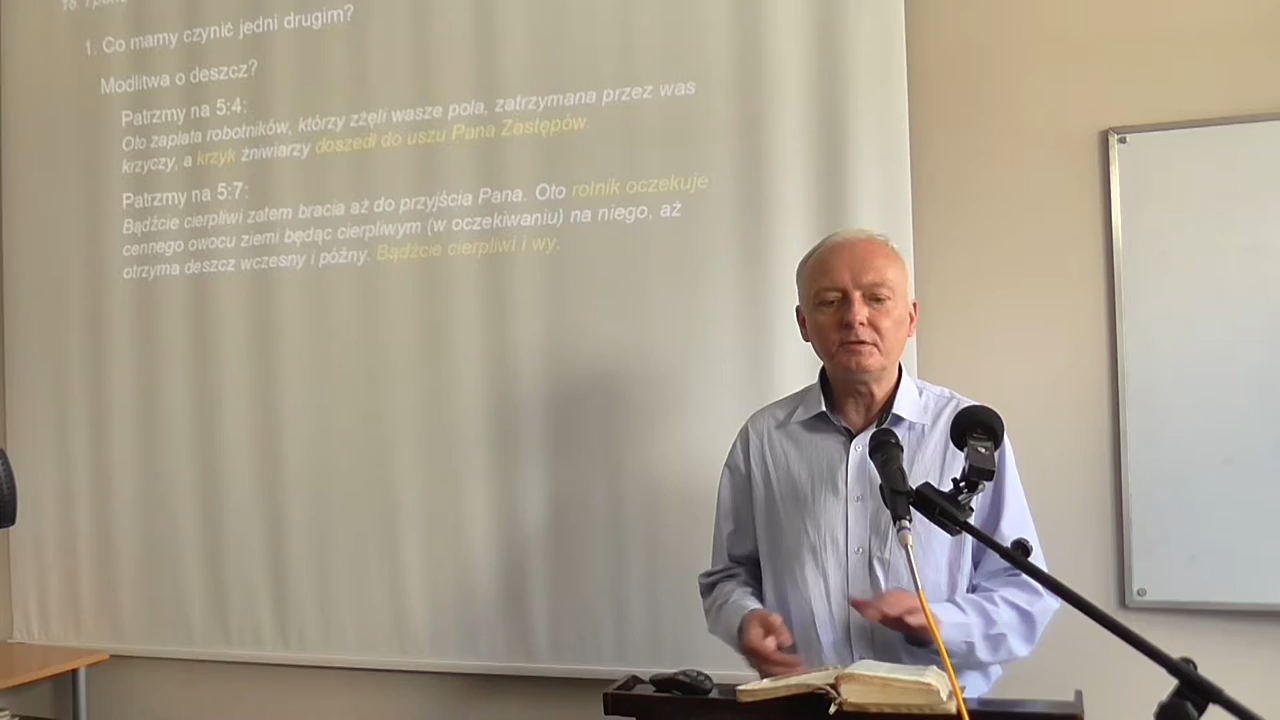 1. Co mamy czynić jedni drugim?
Modlitwa o deszcz?
Patrzmy na 5:4:
Oto zapłata robotników, którzy zżęli wasze pola, zatrzymana przez was
krzyczy, a krzyk żniwiarzy doszedł do uszu Pana Zastępów.
Patrzmy na 5:7:
Bądźcie cierpliwi zatem bracia aż do przyjścia Pana. Oto rolnik oczekuje
cennego owocu ziemi będąc cierpliwym (w oczekiwaniu) na niego, aż
otrzyma deszcz wczesny i późny. Bądźcie cierpliwi i wy.